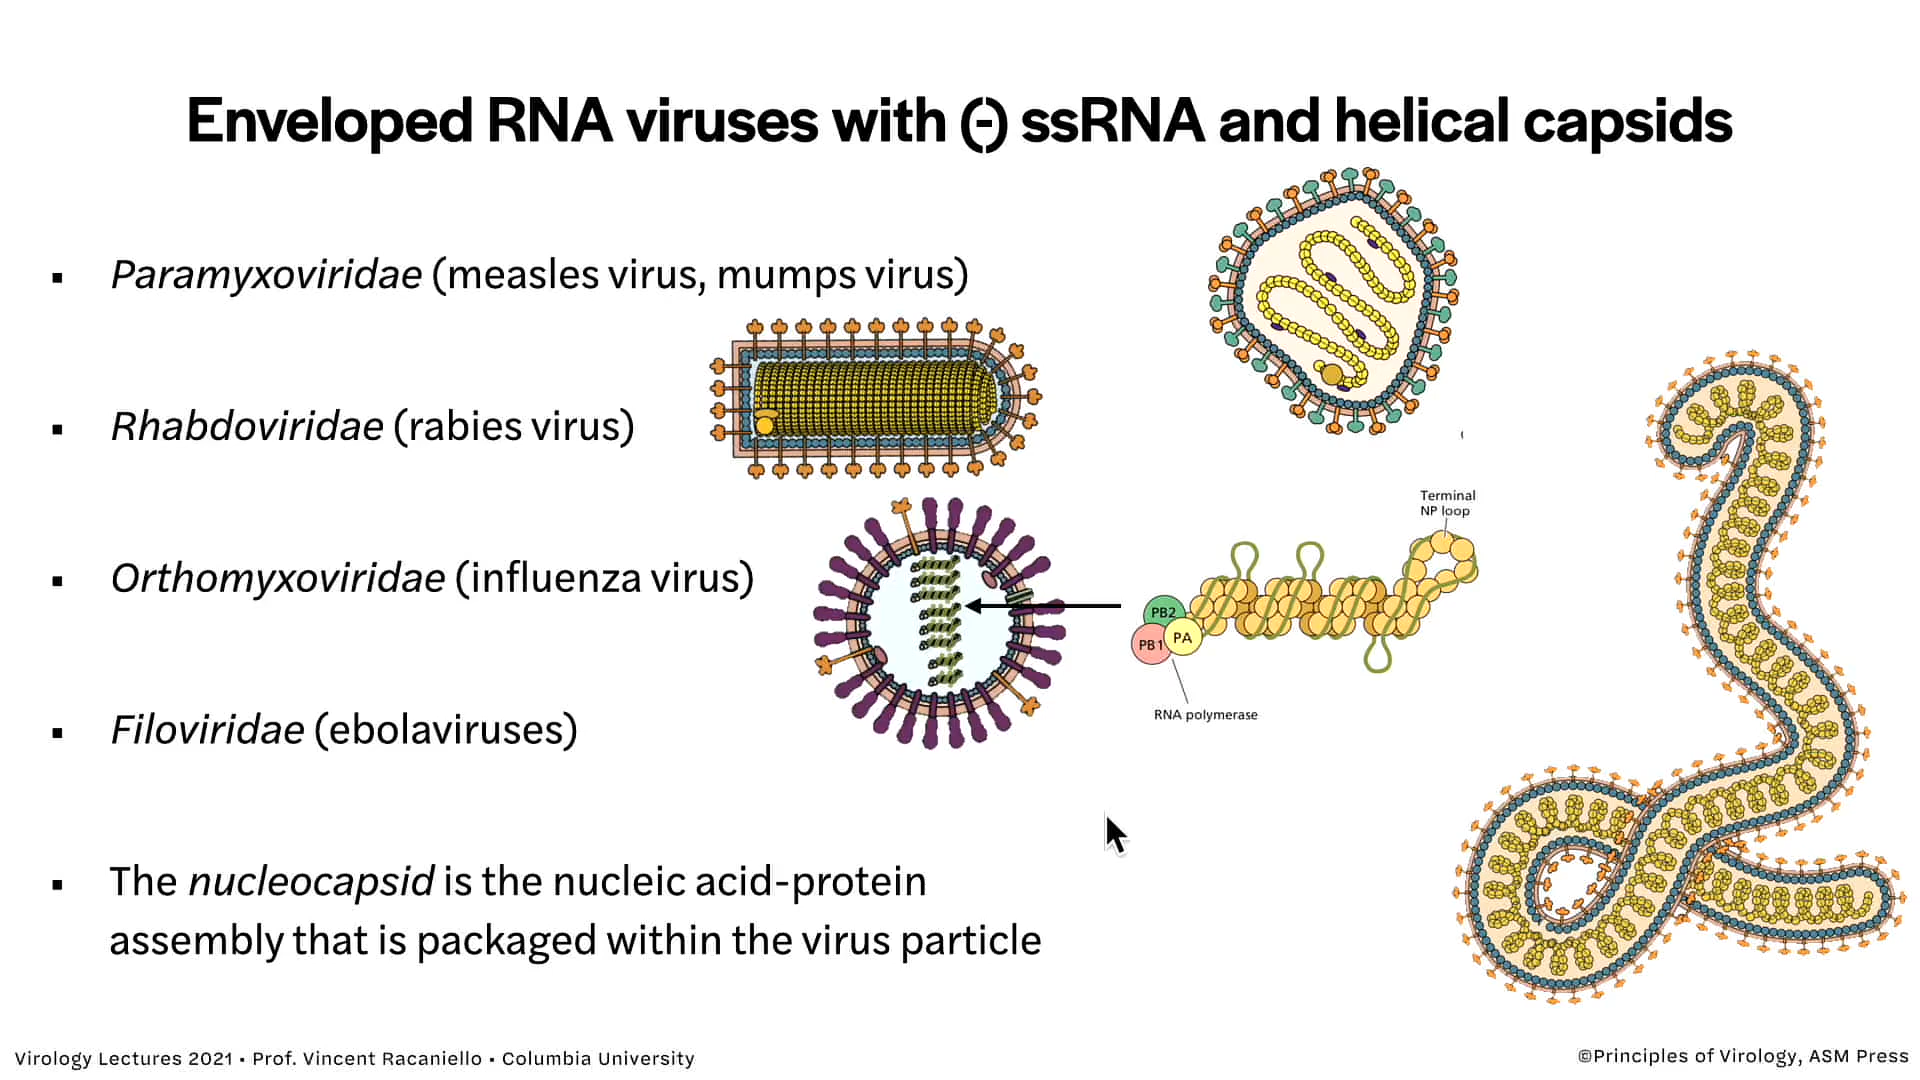 Enveloped RNA viruses with (-) ssRNA and helical capsids
▪ Paramyxoviridae (measles virus, mumps virus)
▪ Rhabdoviridae (rabies virus)
▪ Orthomyxoviridae (influenza virus)
Terminal
NP loop
PB2
PB1
PA
RNA polymerase
▪ Filoviridae (ebolaviruses)
▪ The nucleocapsid is the nucleic acid-protein
assembly that is packaged within the virus particle
Virology Lectures 2021 • Prof. Vincent Racaniello • Columbia University
©Principles of Virology, ASM Press